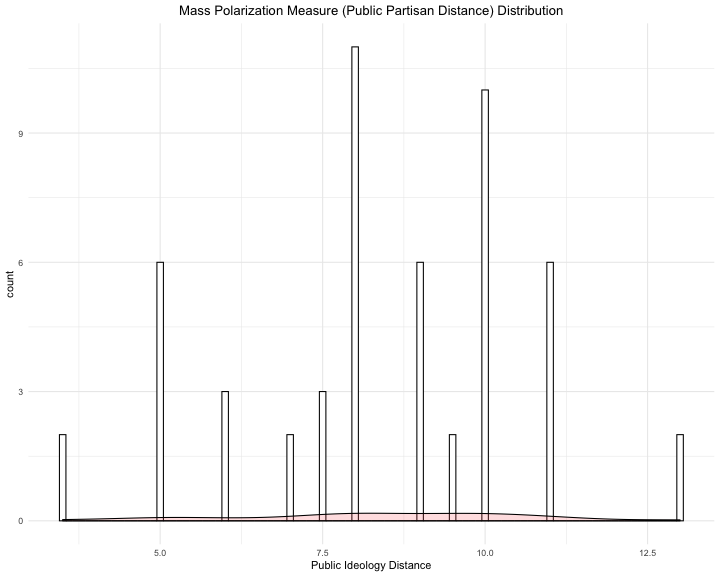 Mass Polarization Measure (Public Partisan Distance) Distribution
9
6
3
0
count
5.0 7.5 10.0 12.5
Public Ideology Distance